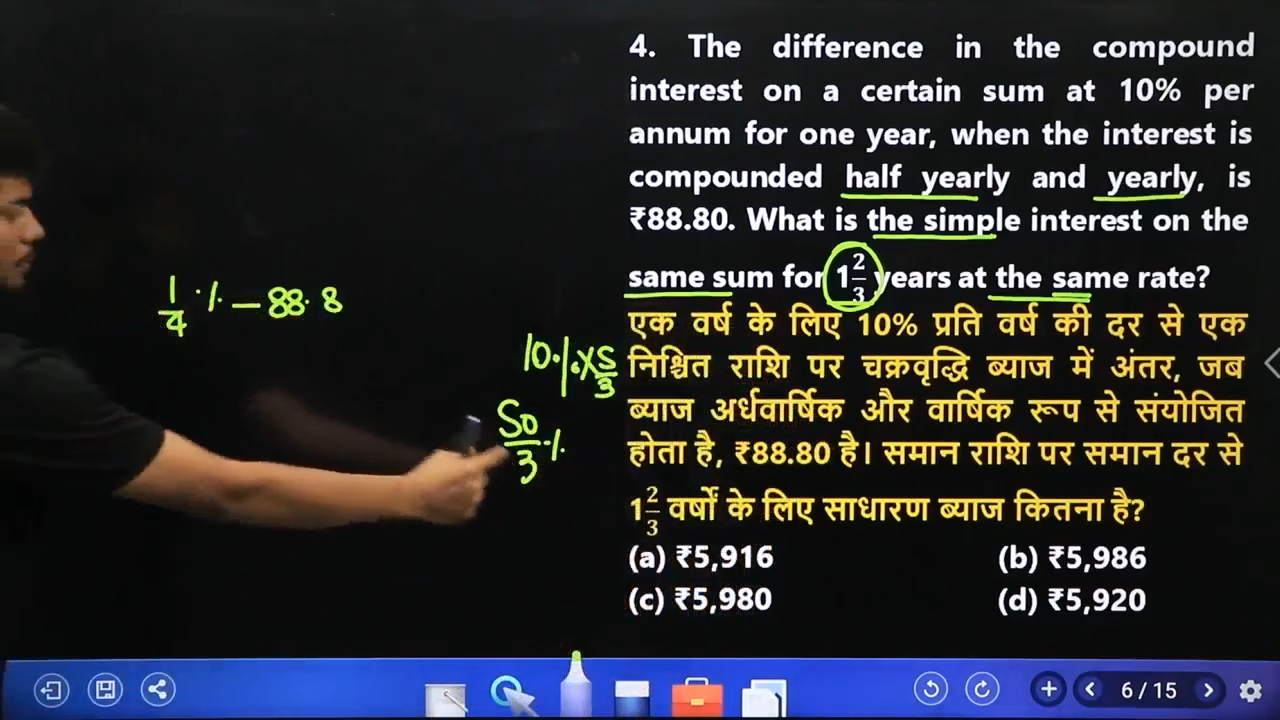 4. The difference in the compound
interest on a certain sum at 10% per
annum for one year, when the interest is
compounded half yearly and yearly, is
₹88.80. What is the simple interest on the
same sum for 1 2/3 years at the same rate?
एक वर्ष के लिए 10% प्रति वर्ष की दर से एक
निश्चित राशि पर चक्रवृद्धि ब्याज में अंतर, जब
ब्याज अर्धवार्षिक और वार्षिक रूप से संयोजित
होता है, ₹88.80 है। समान राशि पर समान दर से
1 2/3 वर्षों के लिए साधारण ब्याज कितना है?
(a) ₹5,916 (b) ₹5,986
(c) ₹5,980 (d) ₹5,920
1/4 % – 88.8
10% × 5/3
50/3 %
6 / 15